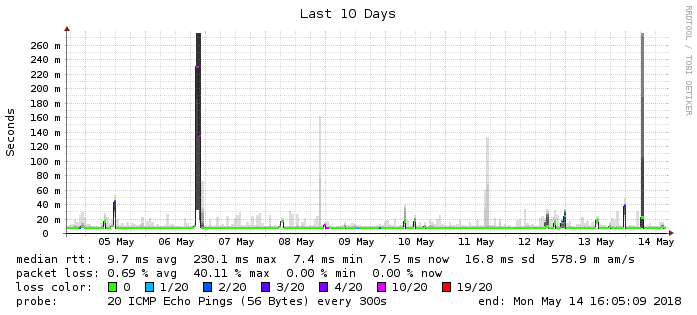 Last 10 Days
RRDTOOL / TOBI OETIKER
Seconds
260 m
240 m
220 m
200 m
180 m
160 m
140 m
120 m
100 m
80 m
60 m
40 m
20 m
0
05 May 06 May 07 May 08 May 09 May 10 May 11 May 12 May 13 May 14 May
median rtt: 9.7 ms avg 230.1 ms max 7.4 ms min 7.5 ms now 16.8 ms sd 578.9 m am/s
packet loss: 0.69 % avg 40.11 % max 0.00 % min 0.00 % now
loss color: 0 1/20 2/20 3/20 4/20 10/20 19/20
probe: 20 ICMP Echo Pings (56 Bytes) every 300s end: Mon May 14 16:05:09 2018